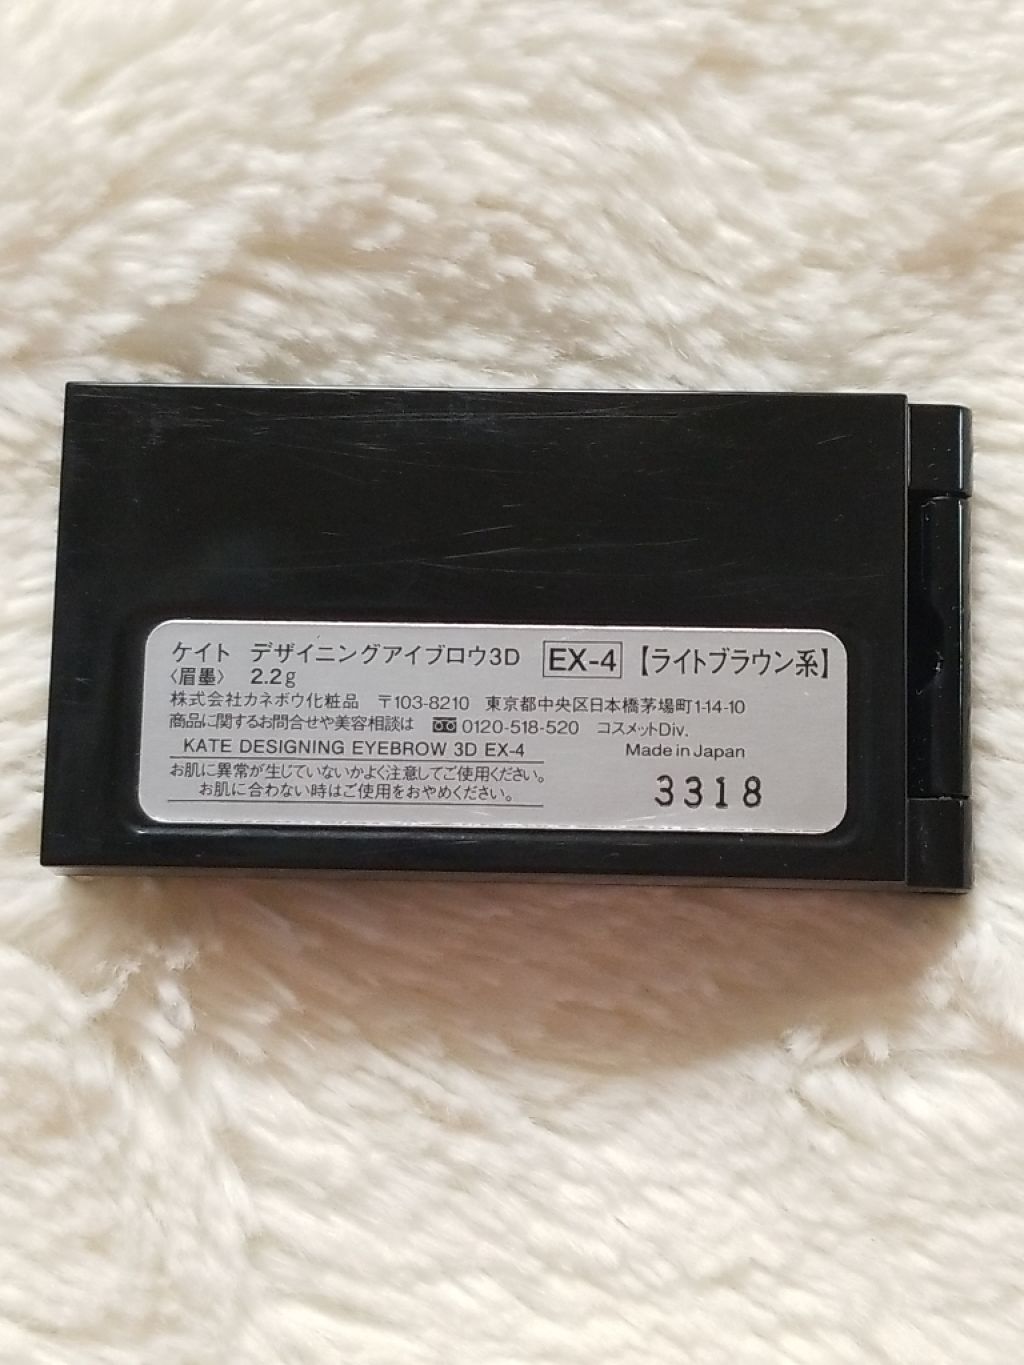 ケイト デザイニングアイブロウ3D EX-4 【ライトブラウン系】
〈眉墨〉 2.2g
株式会社カネボウ化粧品 〒103-8210 東京都中央区日本橋茅場町1-14-10
商品に関するお問合せや美容相談は 0120-518-520 コスメットDiv.
KATE DESIGNING EYEBROW 3D EX-4 Made in Japan
お肌に異常が生じていないかよく注意してご使用ください。
お肌に合わない時はご使用をおやめください。
3318